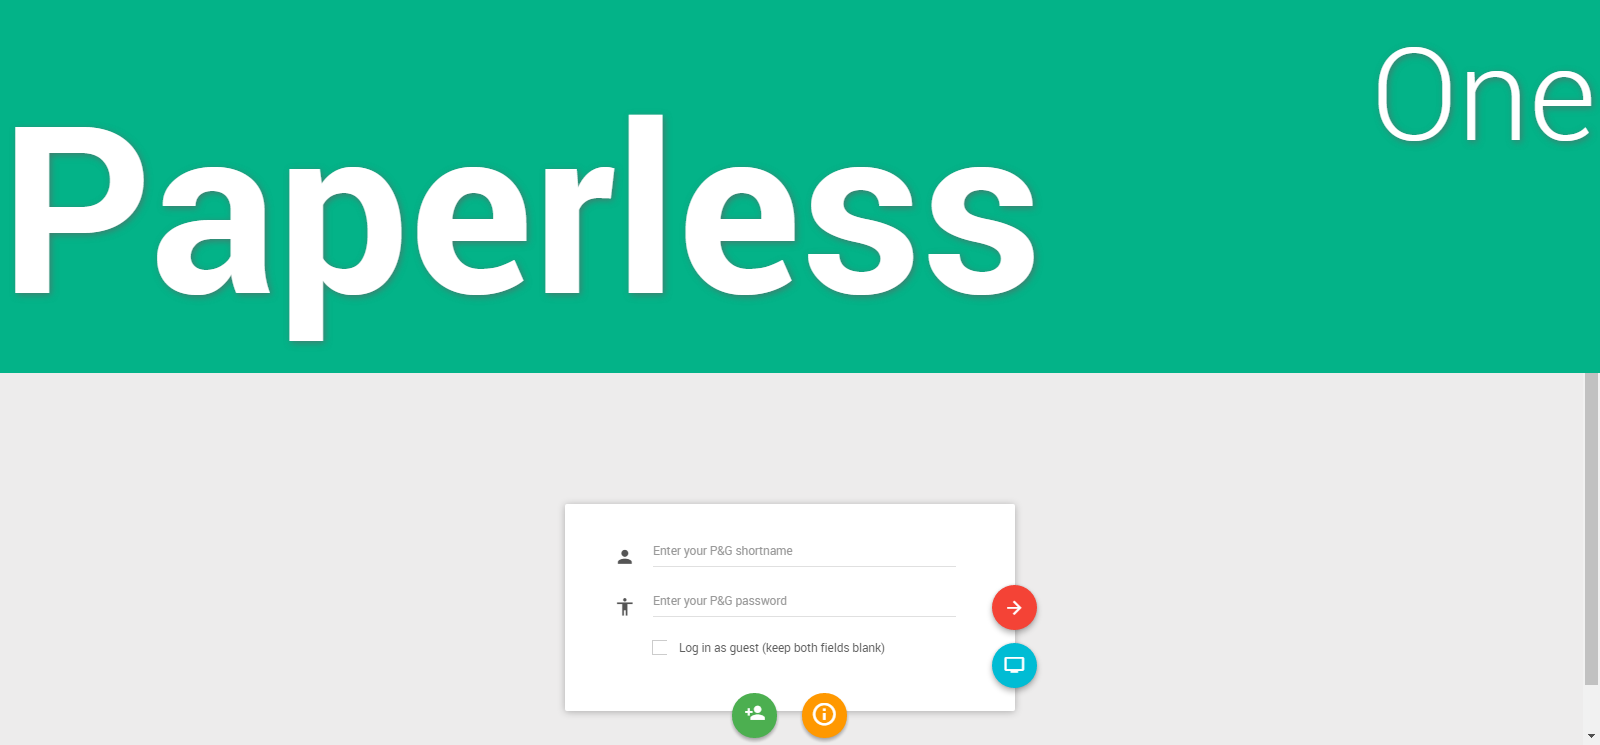 One
Paperless
Enter your P&G shortname
Enter your P&G password
Log in as guest (keep both fields blank)